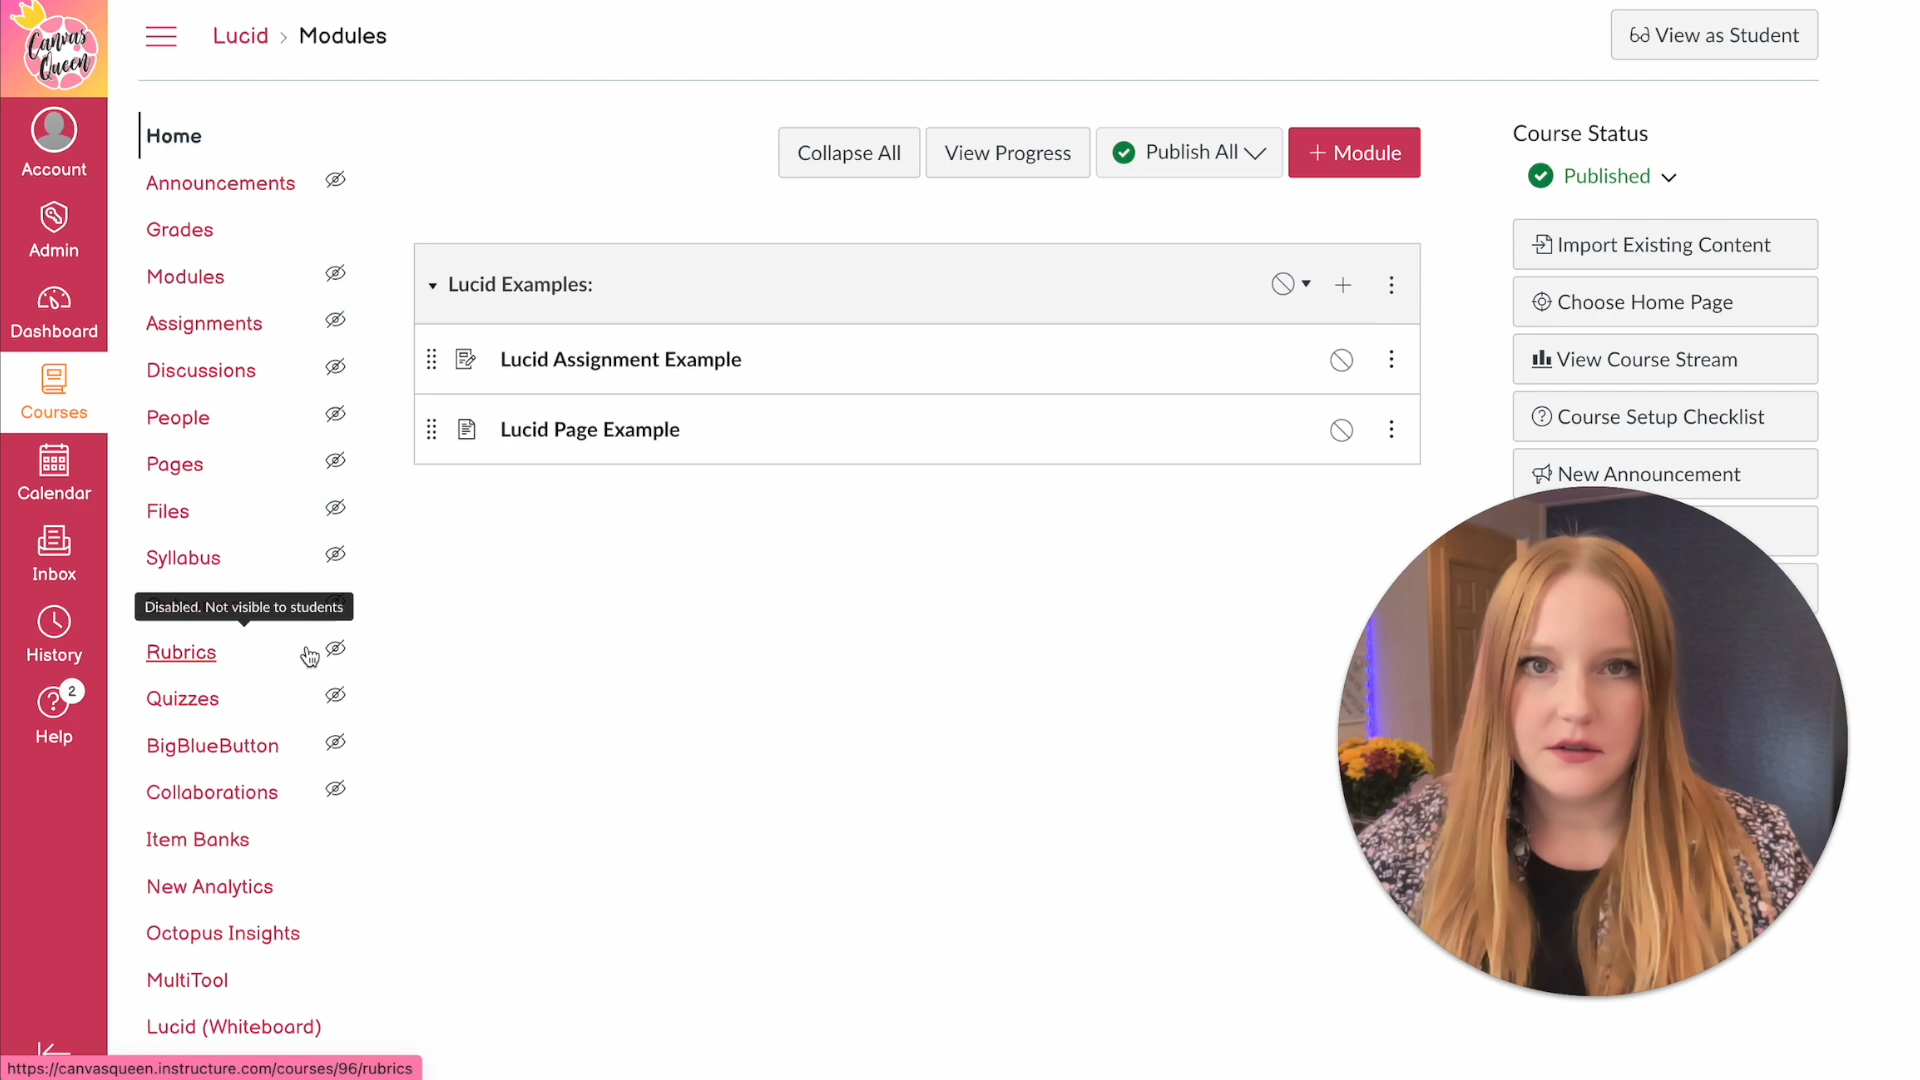 Canvas
Queen
Lucid › Modules
View as Student
Account
Admin
Dashboard
Courses
Calendar
Inbox
History
2
Help
Home
Announcements
Grades
Modules
Assignments
Discussions
People
Pages
Files
Syllabus
Disabled. Not visible to students
Rubrics
Quizzes
BigBlueButton
Collaborations
Item Banks
New Analytics
Octopus Insights
MultiTool
Lucid (Whiteboard)
Collapse All
View Progress
Publish All
+ Module
Lucid Examples:
Lucid Assignment Example
Lucid Page Example
Course Status
Published
Import Existing Content
Choose Home Page
View Course Stream
Course Setup Checklist
New Announcement
https://canvasqueen.instructure.com/courses/96/rubrics